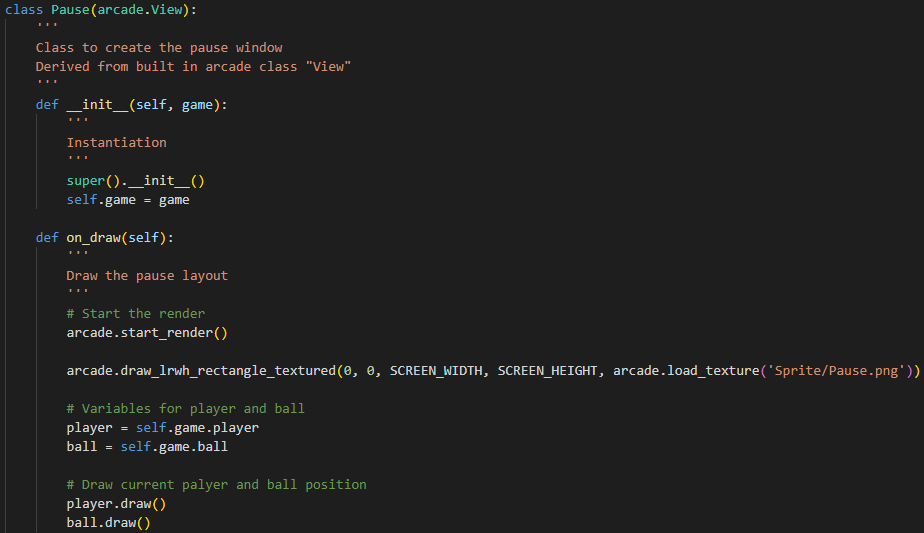 class Pause(arcade.View):
'''
Class to create the pause window
Derived from built in arcade class "View"
'''
def __init__(self, game):
'''
Instantiation
'''
super().__init__()
self.game = game
def on_draw(self):
'''
Draw the pause layout
'''
# Start the render
arcade.start_render()
arcade.draw_lrwh_rectangle_textured(0, 0, SCREEN_WIDTH, SCREEN_HEIGHT, arcade.load_texture('Sprite/Pause.png'))
# Variables for player and ball
player = self.game.player
ball = self.game.ball
# Draw current palyer and ball position
player.draw()
ball.draw()